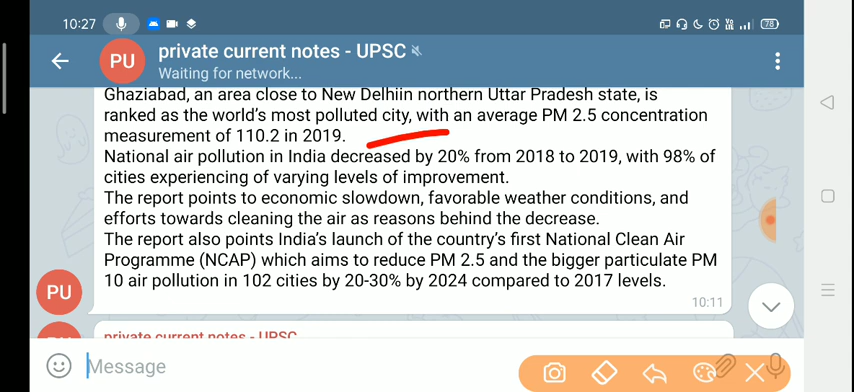 10:27
78
PU
private current notes - UPSC
Waiting for network...
Ghaziabad, an area close to New Delhiin northern Uttar Pradesh state, is
ranked as the world's most polluted city, with an average PM 2.5 concentration
measurement of 110.2 in 2019.
National air pollution in India decreased by 20% from 2018 to 2019, with 98% of
cities experiencing of varying levels of improvement.
The report points to economic slowdown, favorable weather conditions, and
efforts towards cleaning the air as reasons behind the decrease.
The report also points India's launch of the country's first National Clean Air
Programme (NCAP) which aims to reduce PM 2.5 and the bigger particulate PM
10 air pollution in 102 cities by 20-30% by 2024 compared to 2017 levels.
PU
10:11
private current notes - UPSC
Message